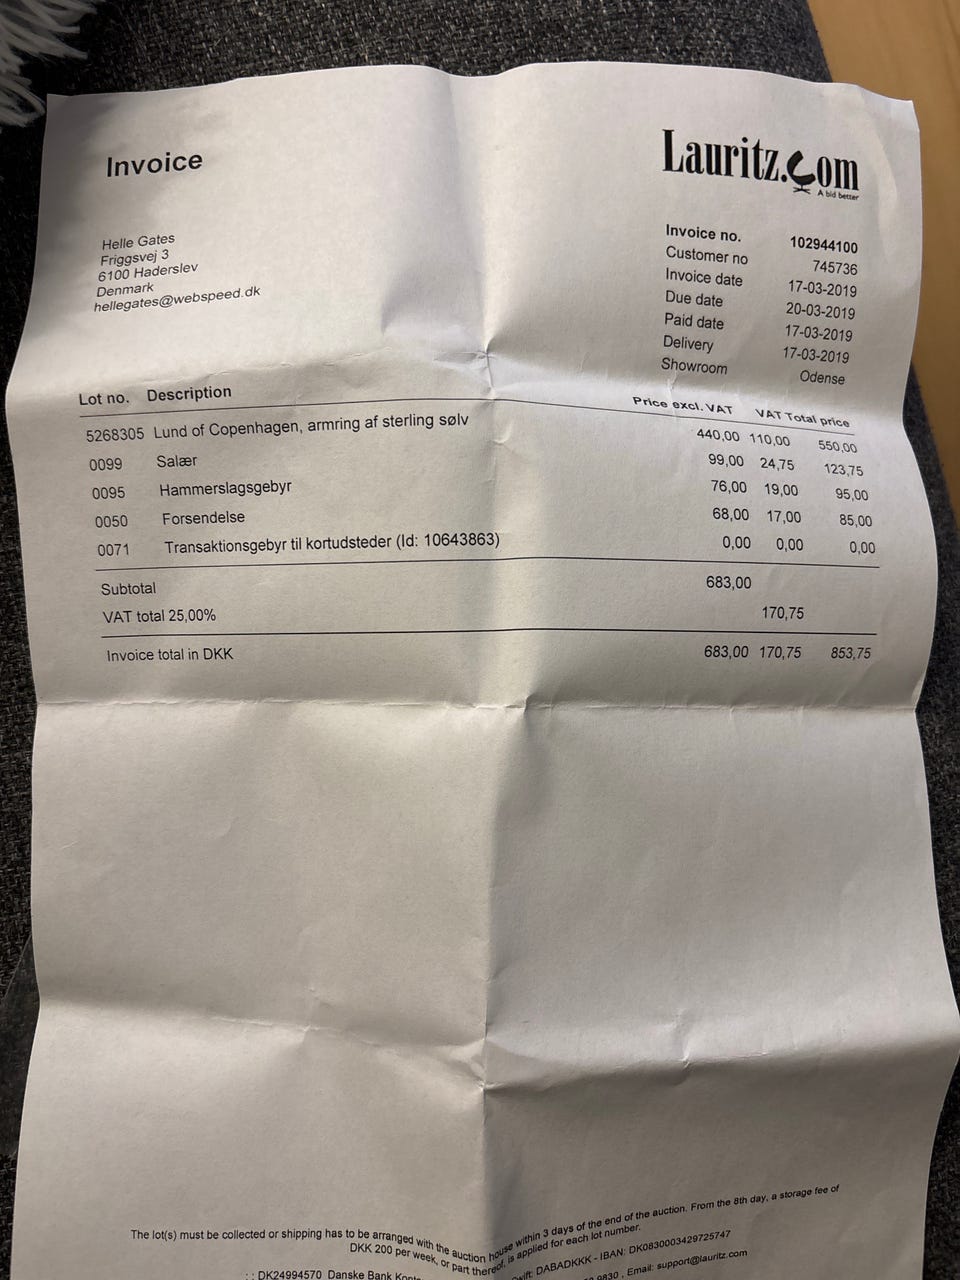 Invoice
Lauritz.com
A bid better
Helle Gates
Friggsvej 3
6100 Haderslev
Denmark
hellegates@webspeed.dk
Invoice no. 102944100
Customer no 745736
Invoice date 17-03-2019
Due date 20-03-2019
Paid date 17-03-2019
Delivery 17-03-2019
Showroom Odense
Lot no. Description Price excl. VAT VAT Total price
5268305 Lund of Copenhagen, armring af sterling sølv 440,00 110,00 550,00
0099 Salær 99,00 24,75 123,75
0095 Hammerslagsgebyr 76,00 19,00 95,00
0050 Forsendelse 68,00 17,00 85,00
0071 Transaktionsgebyr til kortudsteder (Id: 10643863) 0,00 0,00 0,00
Subtotal 683,00
VAT total 25,00% 170,75
Invoice total in DKK 683,00 170,75 853,75
The lot(s) must be collected or shipping has to be arranged with the auction house within 3 days of the end of the auction. From the 8th day, a storage fee of
DKK 200 per week, or part thereof, is applied for each lot number.
: DK24994570 Danske Bank DABADKKK - IBAN: DK0830003429725747
9830 , Email: support@lauritz.com